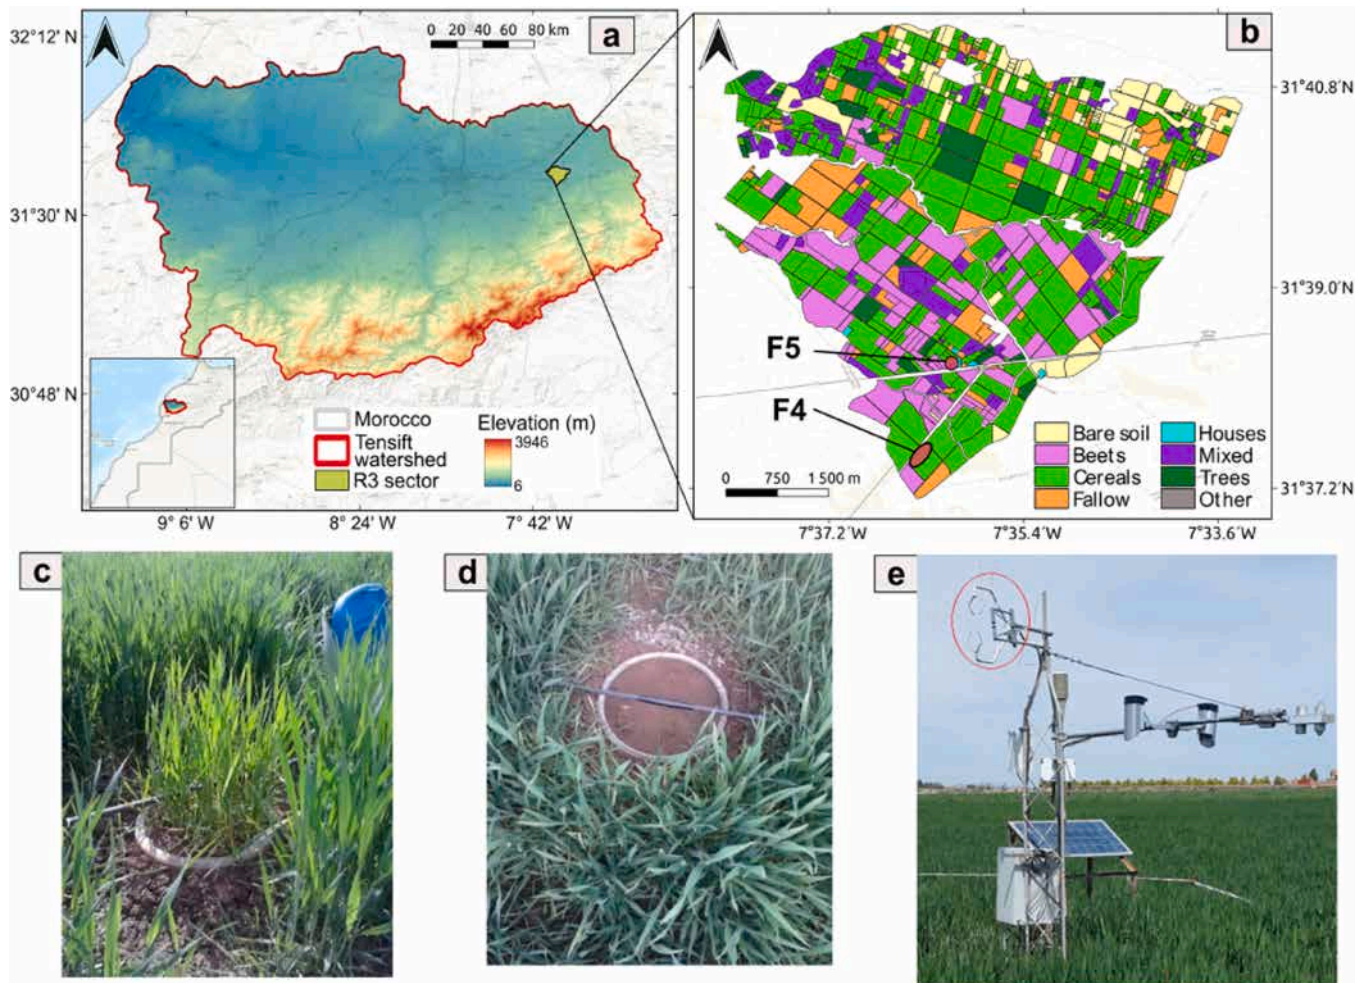 a
0 20 40 60 80 km
32°12' N
31°30' N
30°48' N
9° 6' W
8° 24' W
7° 42' W
Morocco
Tensift
watershed
R3 sector
Elevation (m)
3946
6
b
31°40.8'N
31°39.0'N
31°37.2'N
7°37.2'W
7°35.4'W
7°33.6'W
F5
F4
0 750 1 500 m
Bare soil
Beets
Cereals
Fallow
Houses
Mixed
Trees
Other
c
d
e